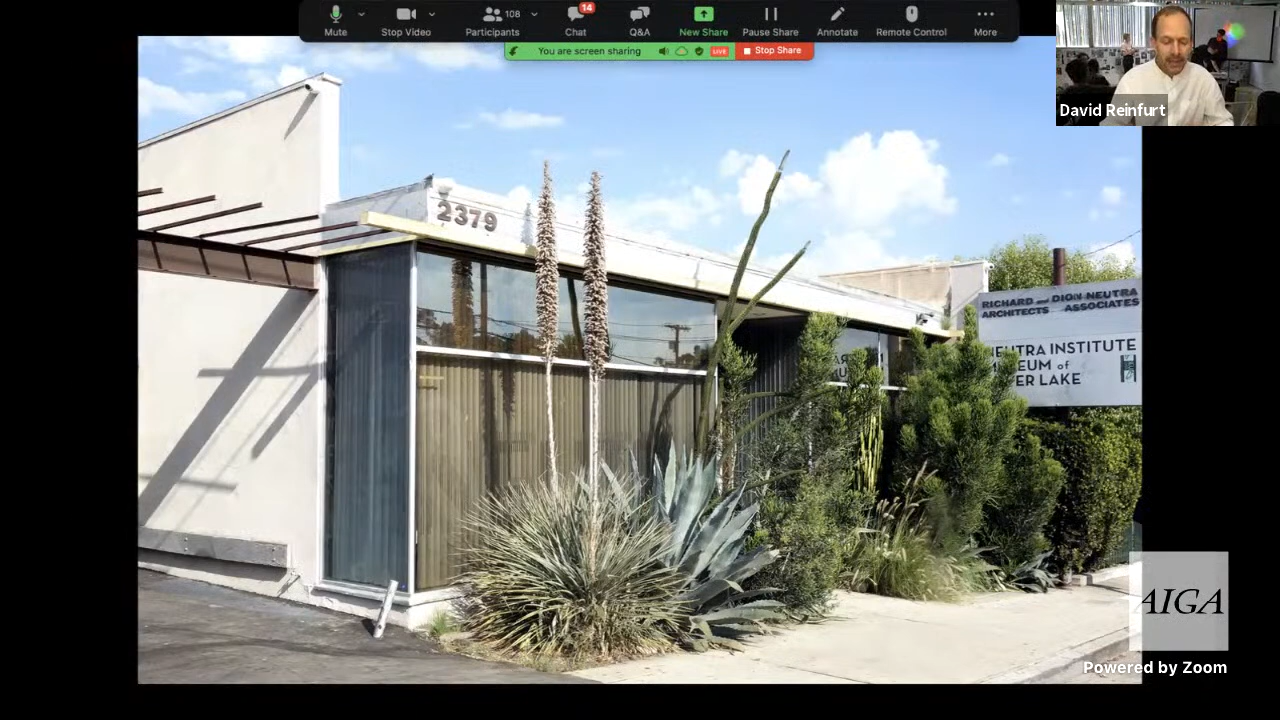 Mute
Stop Video
Participants
108
Chat
14
Q&A
New Share
Pause Share
Annotate
Remote Control
More
You are screen sharing
LIVE
Stop Share
David Reinfurt
2379
RICHARD and DION NEUTRA
ARCHITECTS ASSOCIATES
NEUTRA INSTITUTE
of
ER LAKE
AIGA
Powered by Zoom